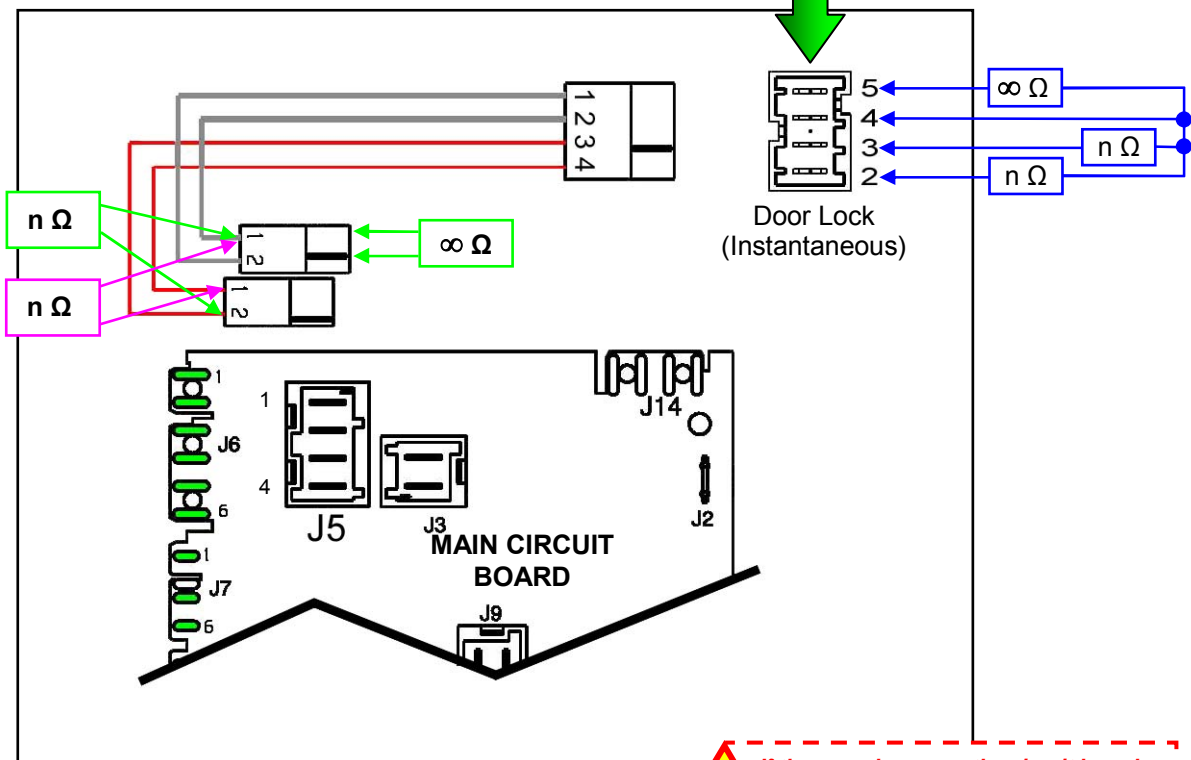 5
∞ Ω
4
3
n Ω
2
n Ω
Door Lock
(Instantaneous)
1
2
3
4
n Ω
1
2
∞ Ω
n Ω
1
2
1
J6
6
1
J7
6
1
4
J5
J3
J14
J2
MAIN CIRCUIT
BOARD
J9